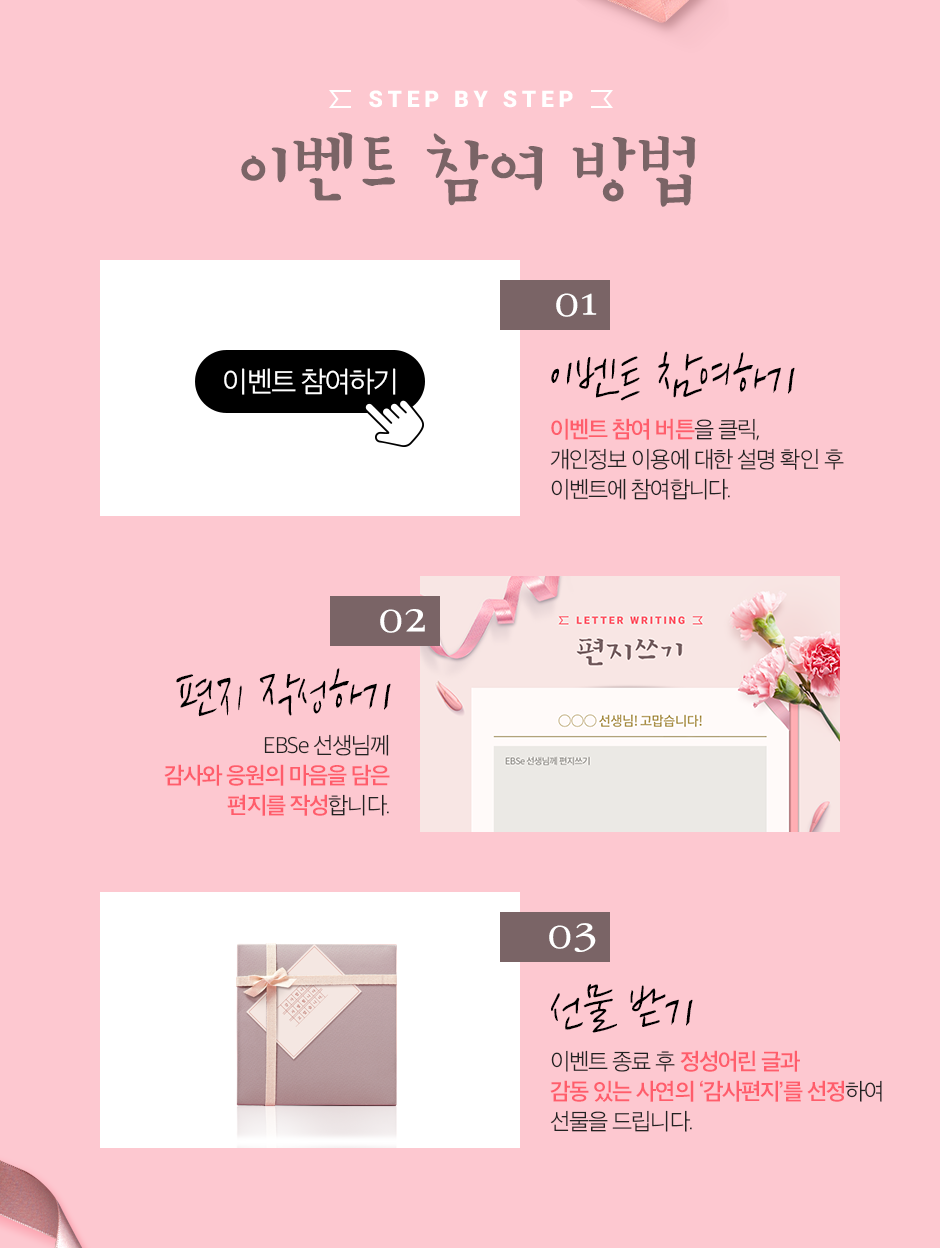 STEP BY STEP
이벤트 참여 방법
01
이벤트 참여하기
이벤트 참여하기
이벤트 참여 버튼을 클릭,
개인정보 이용에 대한 설명 확인 후
이벤트에 참여합니다.
02
편지 작성하기
EBSe 선생님께
감사와 응원의 마음을 담은
편지를 작성합니다.
LETTER WRITING
편지쓰기
○○○ 선생님! 고맙습니다!
EBSe 선생님께 편지쓰기
03
선물 받기
이벤트 종료 후 정성어린 글과
감동 있는 사연의 ‘감사편지’를 선정하여
선물을 드립니다.